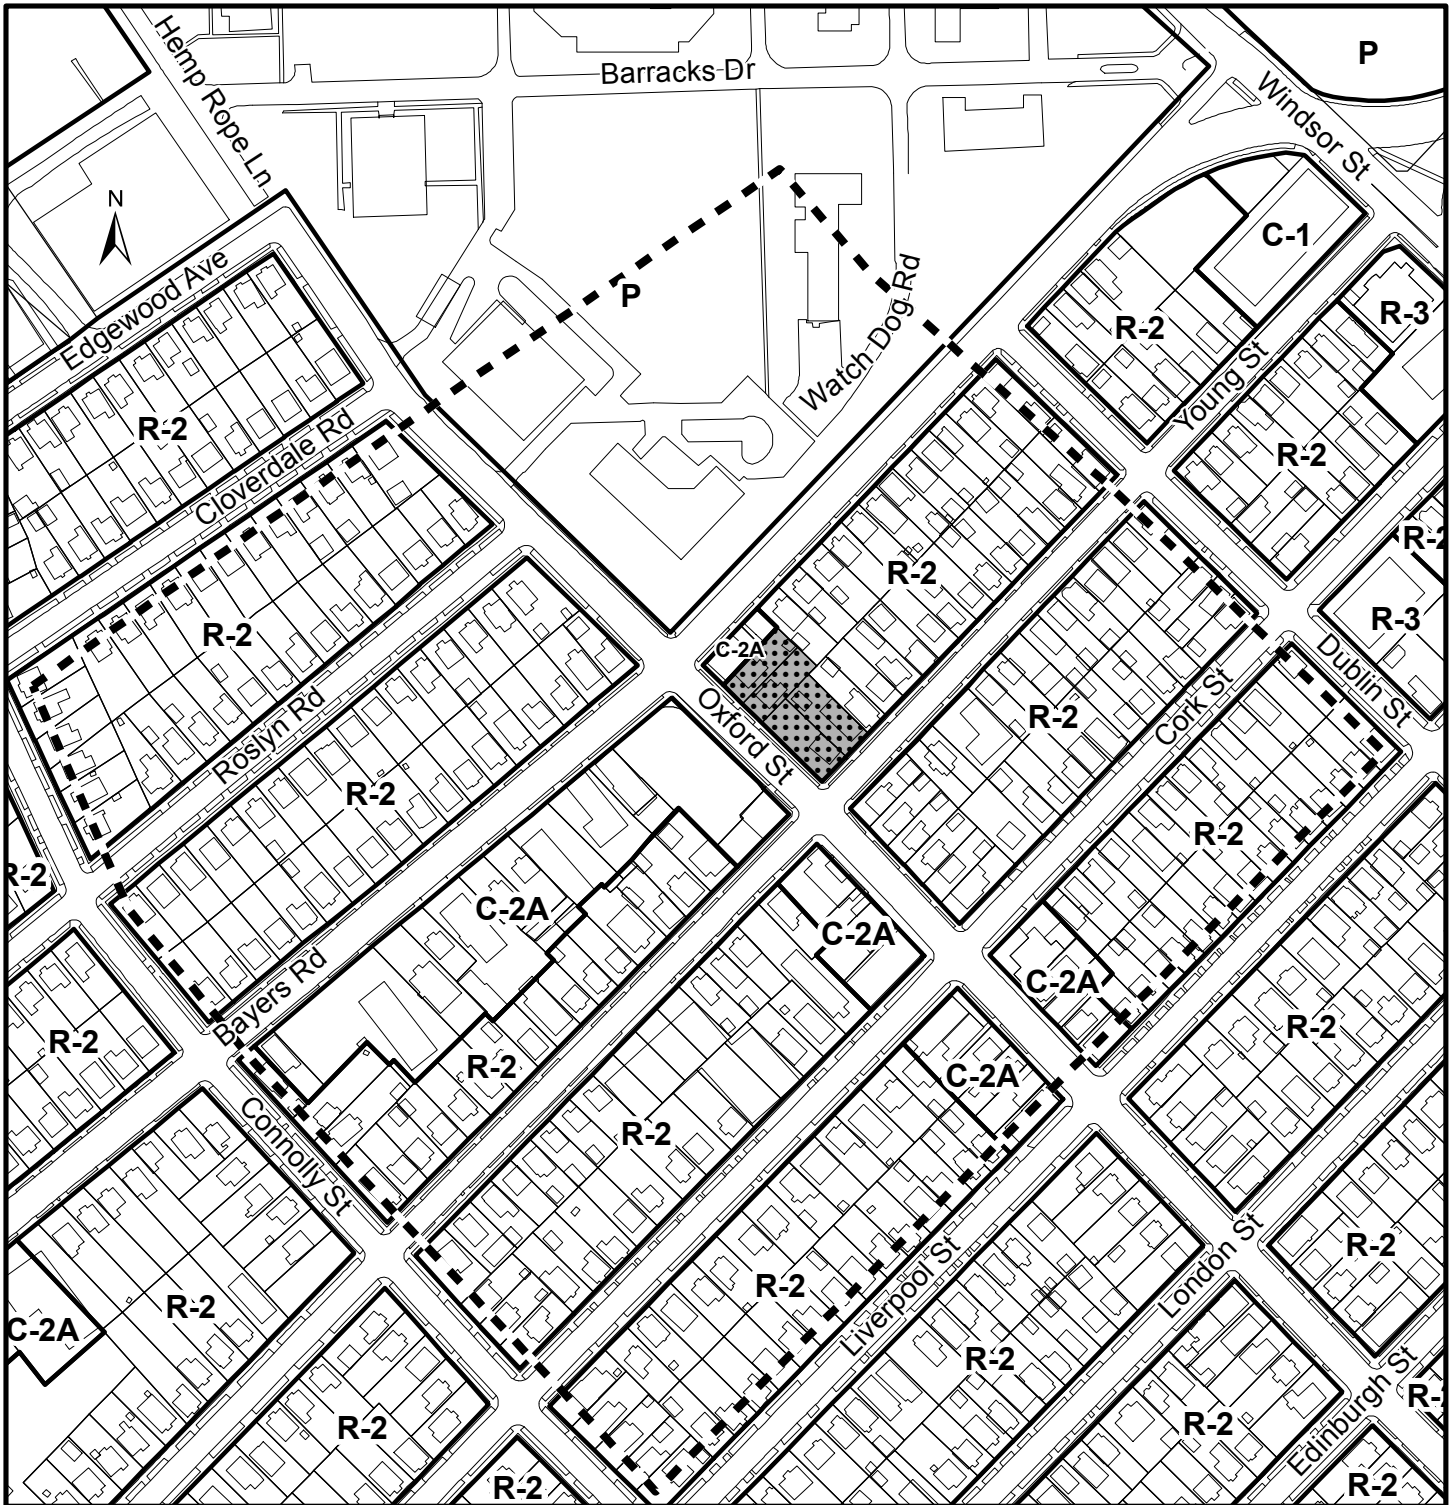 Hemp Rope Ln
Barracks Dr
P
Windsor St
N
C-1
Edgewood Ave
P
Watch Dog Rd
R-3
R-2
Young St
R-2
Cloverdale Rd
R-2
R-2
R-2
R-3
R-2
Roslyn Rd
C-2A
Dublin St
Oxford St
R-2
Cork St
R-2
R-2
R-2
C-2A
C-2A
C-2A
Bayers Rd
R-2
R-2
R-2
C-2A
Connolly St
R-2
R-2
R-2
Liverpool St
London St
R-2
R-2
C-2A
R-2
Edinburgh St
R-2
R-2
R-2
R-2